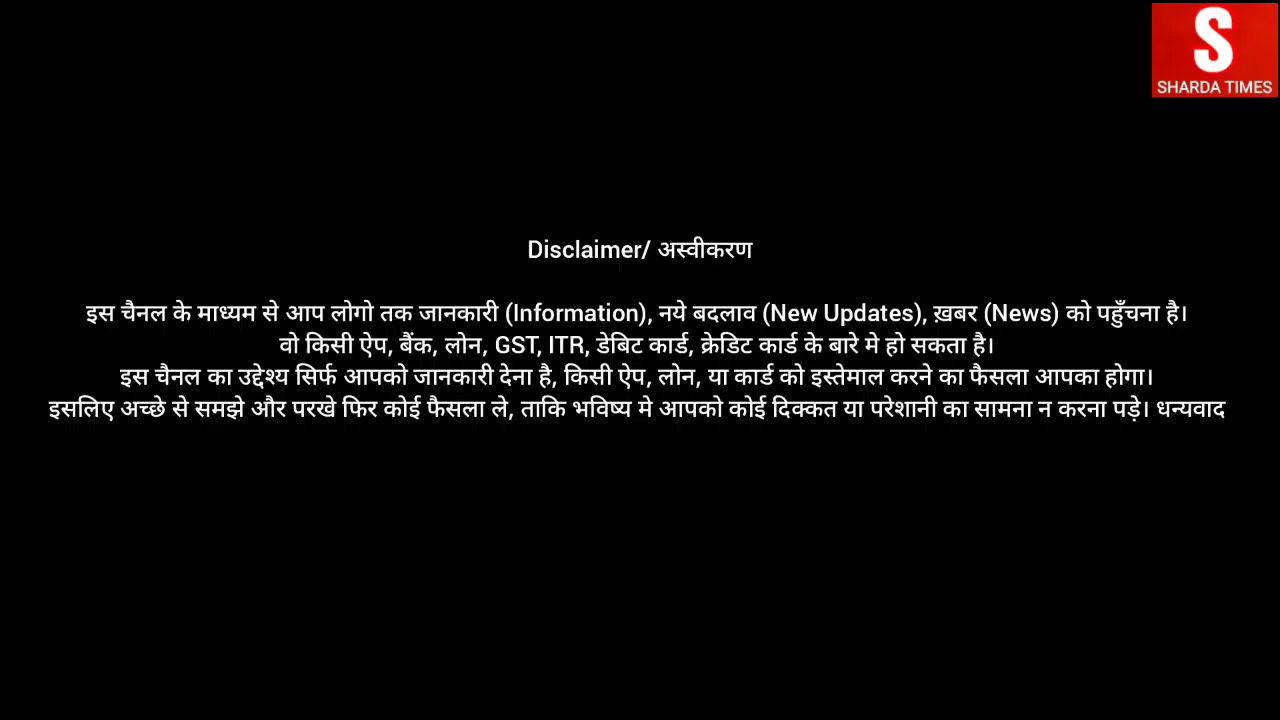 S
SHARDA TIMES
Disclaimer/ अस्वीकरण
इस चैनल के माध्यम से आप लोगो तक जानकारी (Information), नये बदलाव (New Updates), ख़बर (News) को पहुँचना है।
वो किसी ऐप, बैंक, लोन, GST, ITR, डेबिट कार्ड, क्रेडिट कार्ड के बारे मे हो सकता है।
इस चैनल का उद्देश्य सिर्फ आपको जानकारी देना है, किसी ऐप, लोन, या कार्ड को इस्तेमाल करने का फैसला आपका होगा।
इसलिए अच्छे से समझे और परखे फिर कोई फैसला ले, ताकि भविष्य मे आपको कोई दिक्कत या परेशानी का सामना न करना पड़े। धन्यवाद